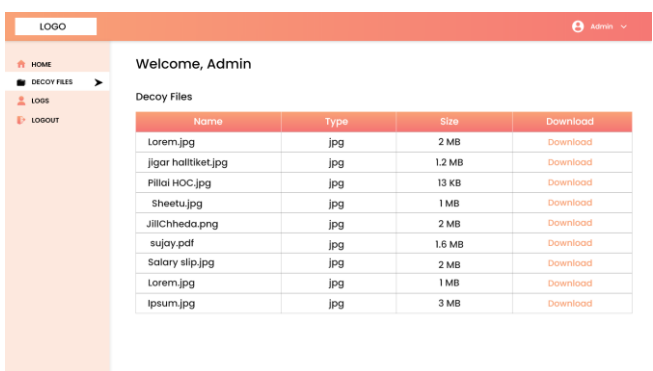 LOGO
Admin
HOME
DECOY FILES
LOGS
LOGOUT
Welcome, Admin
Decoy Files
Name Type Size Download
Lorem.jpg jpg 2 MB Download
jigar halltiket.jpg jpg 1.2 MB Download
Pillai HOC.jpg jpg 13 KB Download
Sheetu.jpg jpg 1 MB Download
JillChheda.png jpg 2 MB Download
sujay.pdf jpg 1.6 MB Download
Salary slip.jpg jpg 2 MB Download
Lorem.jpg jpg 1 MB Download
Ipsum.jpg jpg 3 MB Download